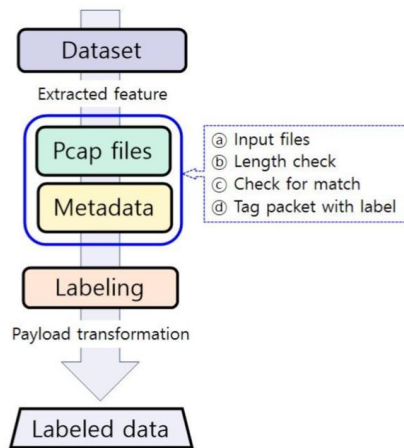 Dataset
Extracted feature
Pcap files
Metadata
ⓐ Input files
ⓑ Length check
ⓒ Check for match
ⓓ Tag packet with label
Labeling
Payload transformation
Labeled data